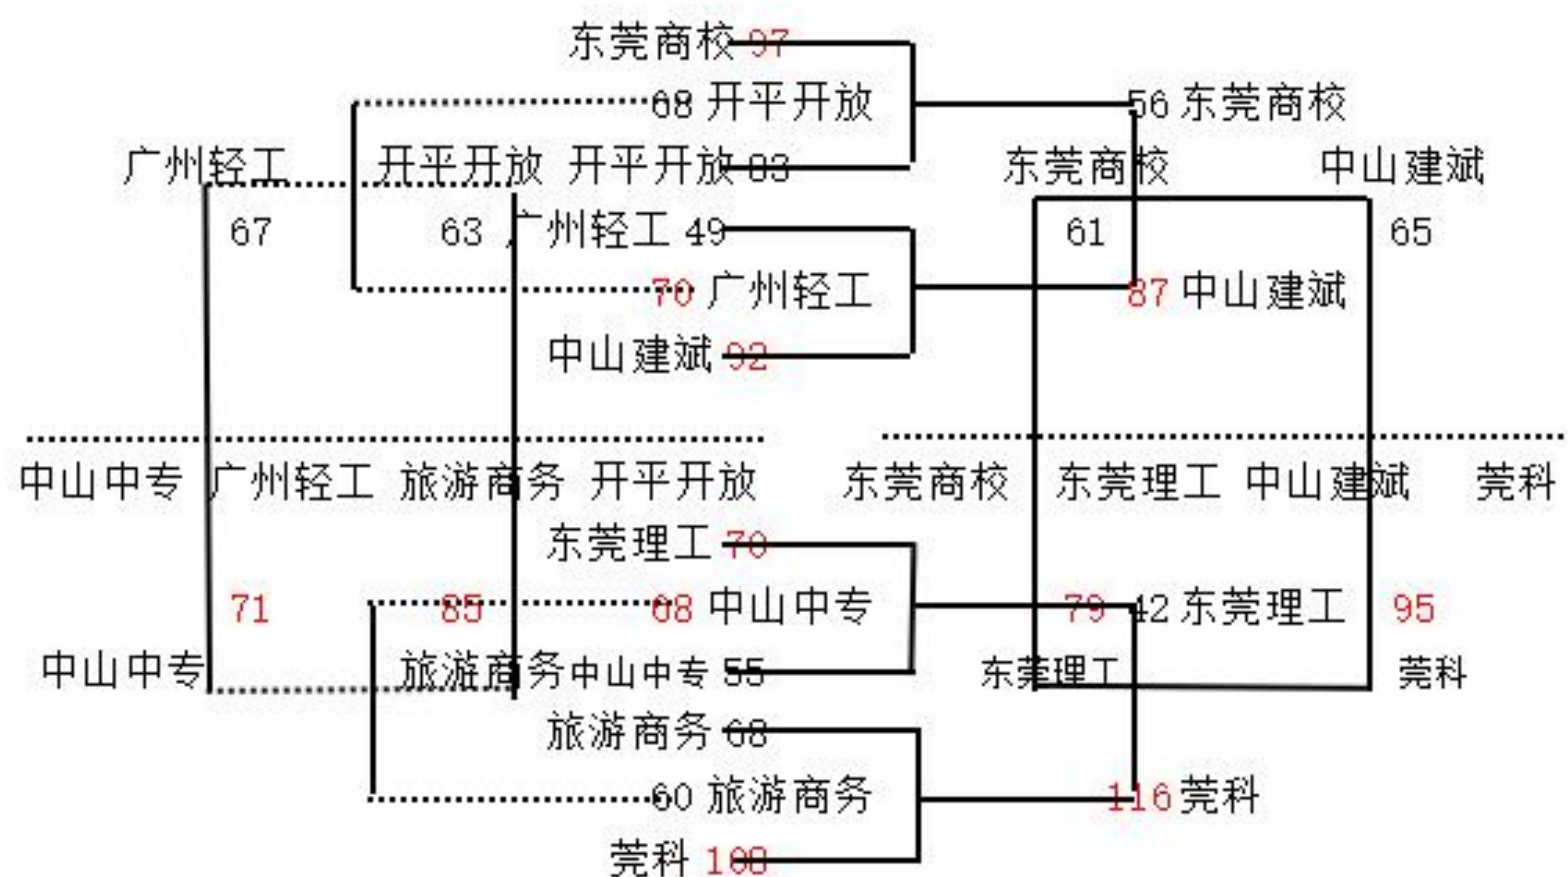 东莞商校 97
68 开平开放 56 东莞商校
广州轻工 开平开放 开平开放 83 东莞商校 中山建斌
67 63 广州轻工 49 61 65
70 广州轻工 87 中山建斌
中山建斌 92
中山中专 广州轻工 旅游商务 开平开放 东莞商校 东莞理工 中山建斌 莞科
东莞理工 70
71 85 68 中山中专 79 42 东莞理工 95
中山中专 旅游商务 中山中专 55 东莞理工 莞科
旅游商务 68
60 旅游商务 116 莞科
莞科 108